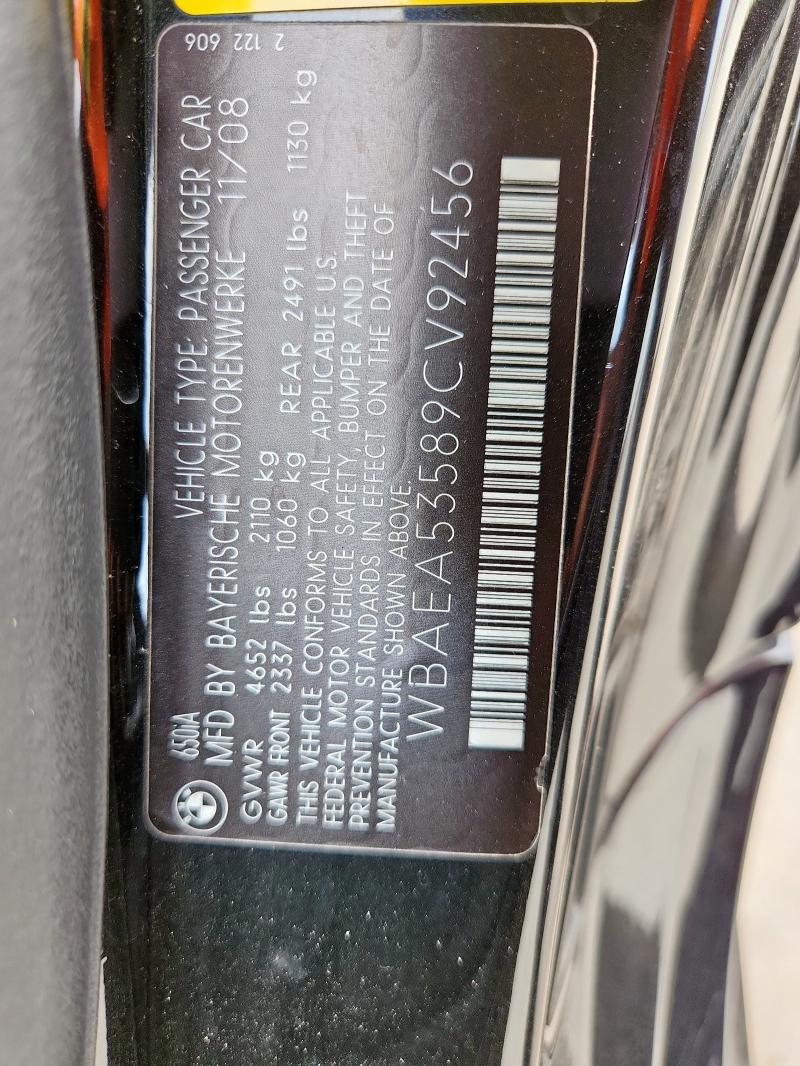 650iA VEHICLE TYPE: PASSENGER CAR
MFD BY BAYERISCHE MOTORENWERKE 11/08
GVWR 4652 lbs 2110 kg
GAWR FRONT 2337 lbs 1060 kg REAR 2491 lbs 1130 kg
THIS VEHICLE CONFORMS TO ALL APPLICABLE U.S.
FEDERAL MOTOR VEHICLE SAFETY, BUMPER AND THEFT
PREVENTION STANDARDS IN EFFECT ON THE DATE OF
MANUFACTURE SHOWN ABOVE.
WBAEA53589CV92456
2 122 606